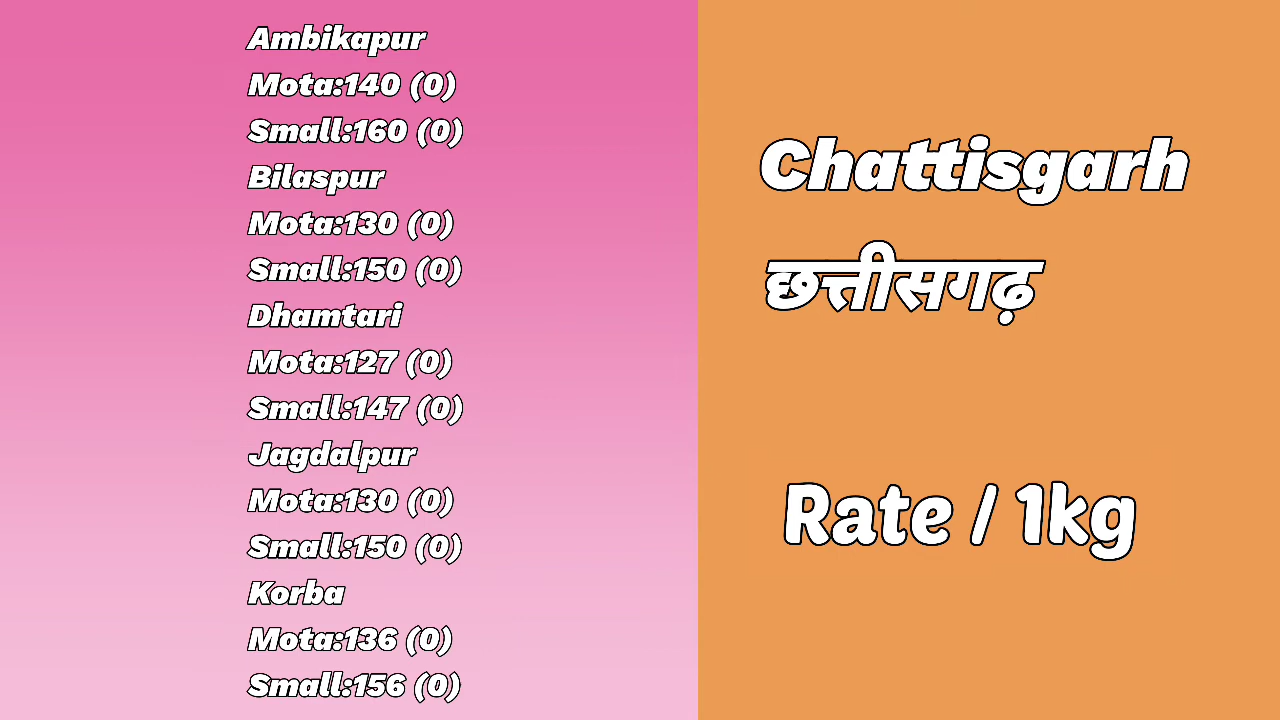 Ambikapur
Mota:140 (0)
Small:160 (0)
Bilaspur
Mota:130 (0)
Small:150 (0)
Dhamtari
Mota:127 (0)
Small:147 (0)
Jagdalpur
Mota:130 (0)
Small:150 (0)
Korba
Mota:136 (0)
Small:156 (0)
Chattisgarh
छत्तीसगढ़
Rate / 1kg